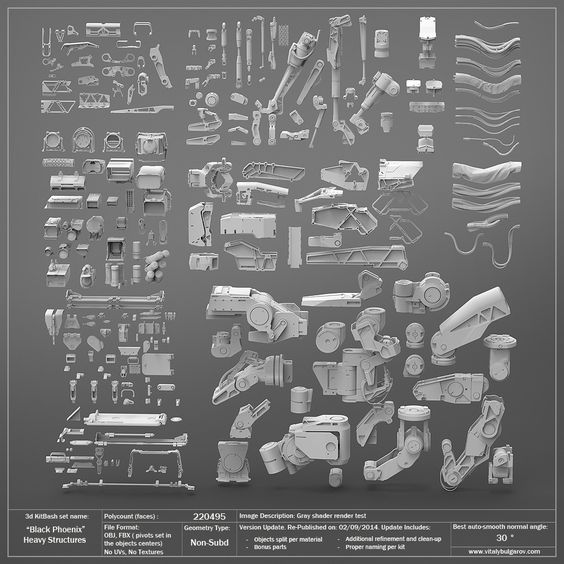 3d KitBash set name:
"Black Phoenix"
Heavy Structures
Polycount (faces) :
220495
File Format:
OBJ, FBX ( pivots set in
the objects centers)
No UVs, No Textures
Geometry Type:
Non-Subd
Image Description: Gray shader render test
Version Update. Re-Published on: 02/09/2014. Update Includes:
- Objects split per material
- Bonus parts
- Additional refinement and clean-up
- Proper naming per kit
Best auto-smooth normal angle:
30 °
www.vitalybulgarov.com